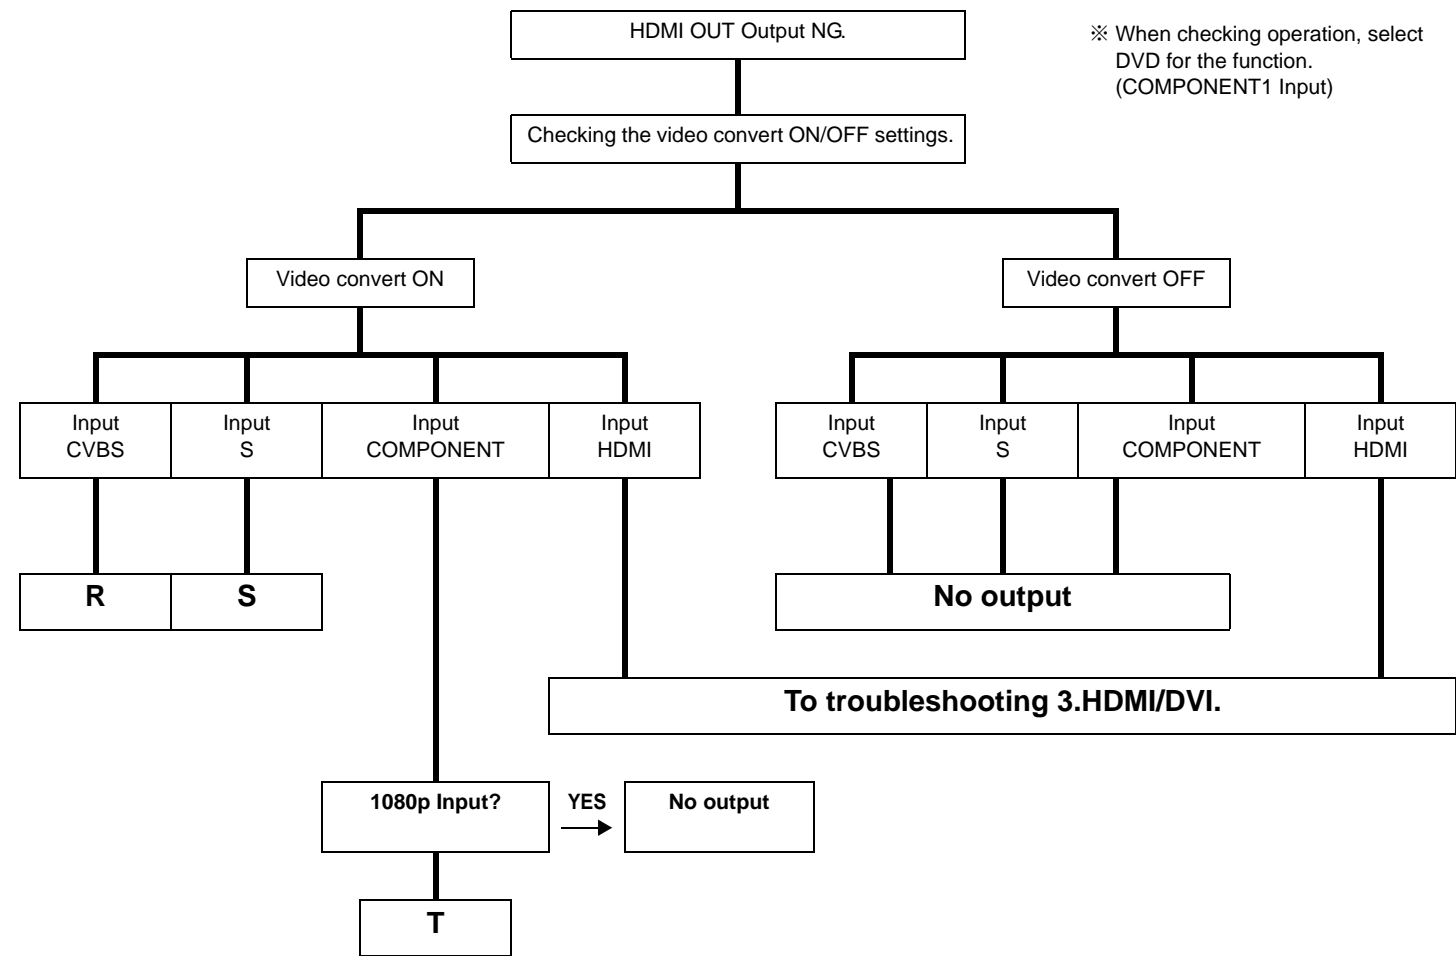 HDMI OUT Output NG.
※ When checking operation, select
DVD for the function.
(COMPONENT1 Input)
Checking the video convert ON/OFF settings.
Video convert ON
Video convert OFF
Input
CVBS
Input
S
Input
COMPONENT
Input
HDMI
Input
CVBS
Input
S
Input
COMPONENT
Input
HDMI
R
S
No output
To troubleshooting 3.HDMI/DVI.
1080p Input?
YES
No output
T